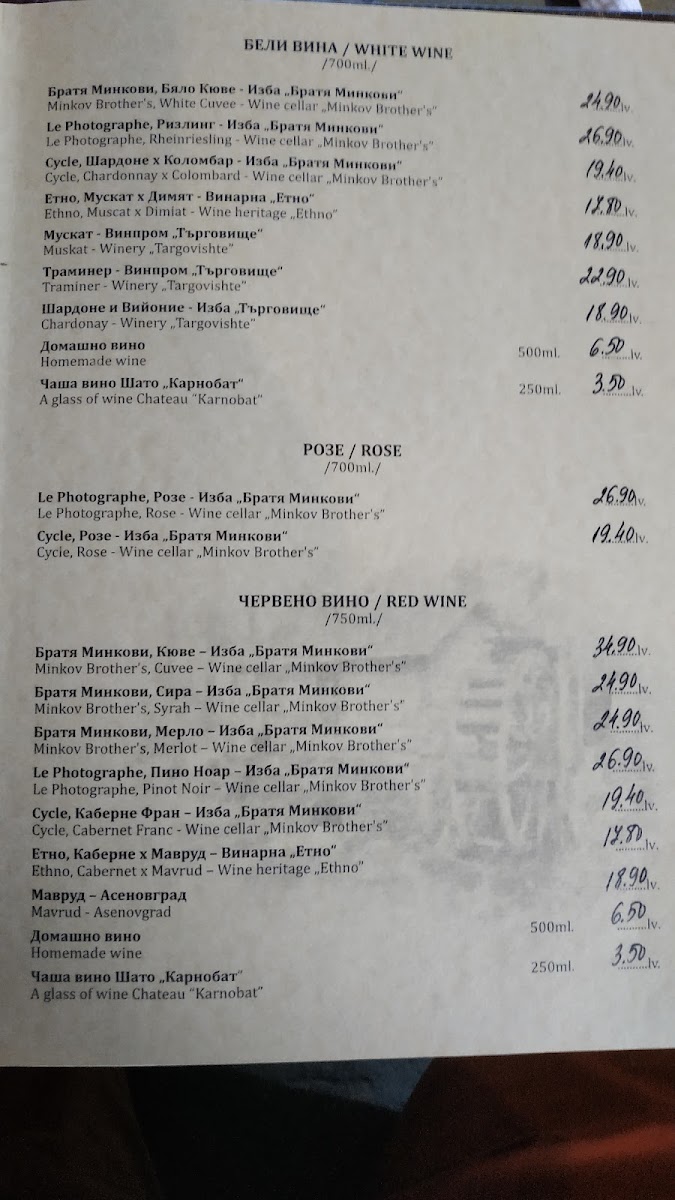 БЕЛИ ВИНА / WHITE WINE
/700ml./
Братя Минкови, Бяло Кюве - Изба „Братя Минкови“ 24.90 lv.
Minkov Brother's, White Cuvee - Wine cellar „Minkov Brother's“
Le Photographe, Ризлинг - Изба „Братя Минкови“ 26.90 lv.
Le Photographe, Rheinriesling - Wine cellar „Minkov Brother's“
Cycle, Шардоне х Коломбар - Изба „Братя Минкови“ 19.40 lv.
Cycle, Chardonnay x Colombard - Wine cellar „Minkov Brother's“
Етно, Мускат х Димят - Винарна „Етно“ 17.80 lv.
Ethno, Muscat x Dimiat - Wine heritage „Ethno“
Мускат - Винпром „Търговище“ 18.90 lv.
Muskat - Winery „Targovishte“
Траминер - Винпром „Търговище“ 22.90 lv.
Traminer - Winery „Targovishte“
Шардоне и Вийоние - Изба „Търговище“ 18.90 lv.
Chardonay - Winery „Targovishte“
Домашно вино 500ml. 6.50 lv.
Homemade wine
Чаша вино Шато „Карнобат“ 250ml. 3.50 lv.
A glass of wine Chateau “Karnobat“
РОЗЕ / ROSE
/700ml./
Le Photographe, Розе - Изба „Братя Минкови“ 26.90 lv.
Le Photographe, Rose - Wine cellar „Minkov Brother's“
Cycle, Розе - Изба „Братя Минкови“ 19.40 lv.
Cycle, Rose - Wine cellar „Minkov Brother's“
ЧЕРВЕНО ВИНО / RED WINE
/750ml./
Братя Минкови, Кюве – Изба „Братя Минкови“ 34.90 lv.
Minkov Brother's, Cuvee – Wine cellar „Minkov Brother's“
Братя Минкови, Сира – Изба „Братя Минкови“ 24.90 lv.
Minkov Brother's, Syrah – Wine cellar „Minkov Brother's“
Братя Минкови, Мерло – Изба „Братя Минкови“ 24.90 lv.
Minkov Brother's, Merlot – Wine cellar „Minkov Brother's“
Le Photographe, Пино Ноар – Изба „Братя Минкови“ 26.90 lv.
Le Photographe, Pinot Noir – Wine cellar „Minkov Brother's“
Cycle, Каберне Фран – Изба „Братя Минкови“ 19.40 lv.
Cycle, Cabernet Franc - Wine cellar „Minkov Brother's“
Етно, Каберне х Мавруд – Винарна „Етно“ 17.80 lv.
Ethno, Cabernet x Mavrud – Wine heritage „Ethno“
Мавруд – Асеновград 18.90 lv.
Mavrud - Asenovgrad
Домашно вино 500ml. 6.50 lv.
Homemade wine
Чаша вино Шато „Карнобат“ 250ml. 3.50 lv.
A glass of wine Chateau “Karnobat“